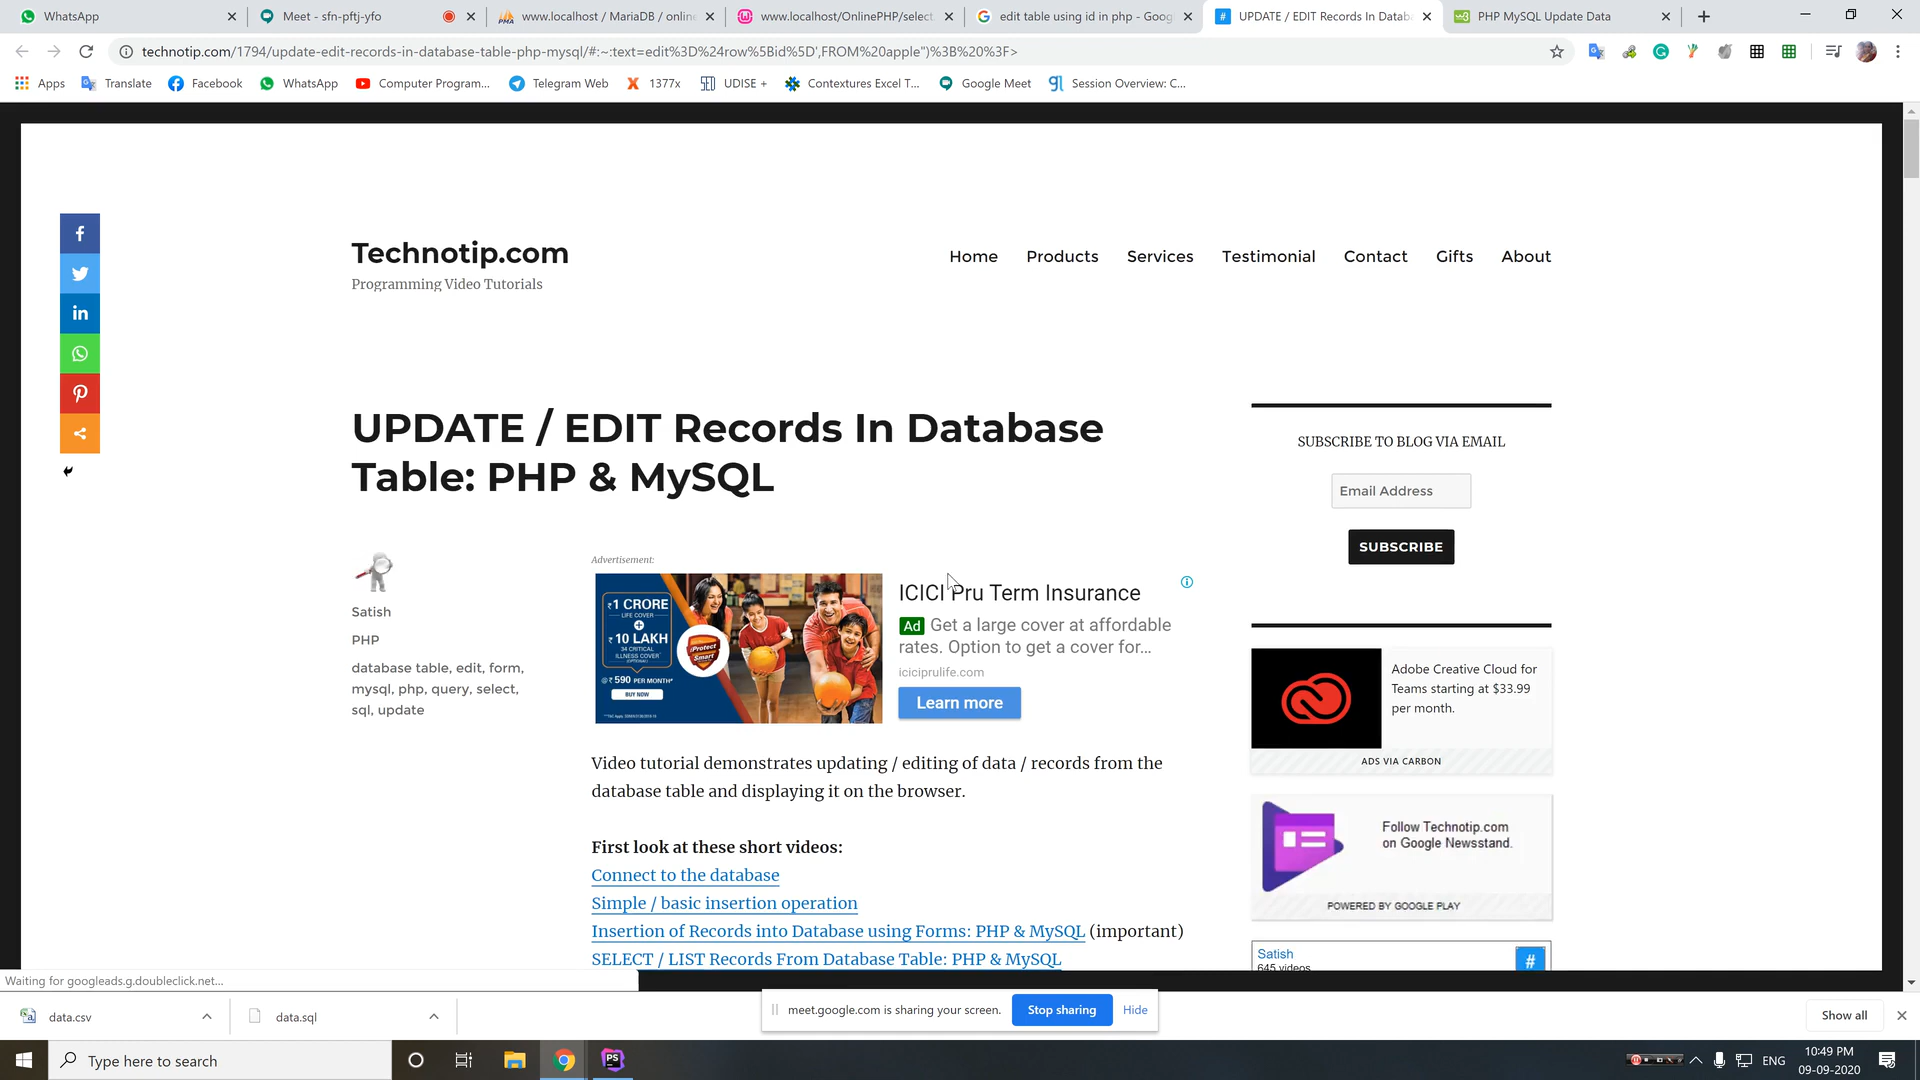 WhatsApp
Meet - sfn-pftj-yfo
www.localhost / MariaDB / online
www.localhost/OnlinePHP/select.
edit table using id in php - Goog
UPDATE / EDIT Records In Datab
PHP MySQL Update Data
technotip.com/1794/update-edit-records-in-database-table-php-mysql/#:~:text=edit%3D%24row%5Bid%5D',FROM%20apple")%3B%20%3F>
Apps
Translate
Facebook
WhatsApp
Computer Program...
Telegram Web
1377x
UDISE +
Contextures Excel T...
Google Meet
Session Overview: C...
Technotip.com
Programming Video Tutorials
Home Products Services Testimonial Contact Gifts About
UPDATE / EDIT Records In Database
Table: PHP & MySQL
SUBSCRIBE TO BLOG VIA EMAIL
Email Address
SUBSCRIBE
Satish
PHP
database table, edit, form,
mysql, php, query, select,
sql, update
Advertisement:
₹1 CRORE
LIFE COVER
+
₹10 LAKH
34 CRITICAL
ILLNESS COVER
@₹590 PER MONTH*
BUY NOW
iProtect
Smart
ICICI Pru Term Insurance
Ad Get a large cover at affordable
rates. Option to get a cover for...
iciciprulife.com
Learn more
Adobe Creative Cloud for
Teams starting at $33.99
per month.
ADS VIA CARBON
Follow Technotip.com
on Google Newsstand.
POWERED BY GOOGLE PLAY
Satish
645 videos
#
Video tutorial demonstrates updating / editing of data / records from the
database table and displaying it on the browser.
First look at these short videos:
Connect to the database
Simple / basic insertion operation
Insertion of Records into Database using Forms: PHP & MySQL (important)
SELECT / LIST Records From Database Table: PHP & MySQL
Waiting for googleads.g.doubleclick.net...
data.csv
data.sql
meet.google.com is sharing your screen.
Stop sharing
Hide
Show all
Type here to search
ENG
10:49 PM
09-09-2020